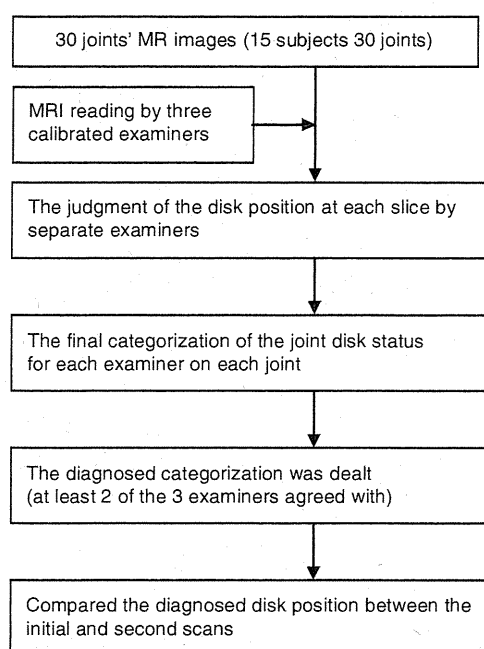 30 joints' MR images (15 subjects 30 joints)
MRI reading by three
calibrated examiners
The judgment of the disk position at each slice by
separate examiners
The final categorization of the joint disk status
for each examiner on each joint
The diagnosed categorization was dealt
(at least 2 of the 3 examiners agreed with)
Compared the diagnosed disk position between the
initial and second scans